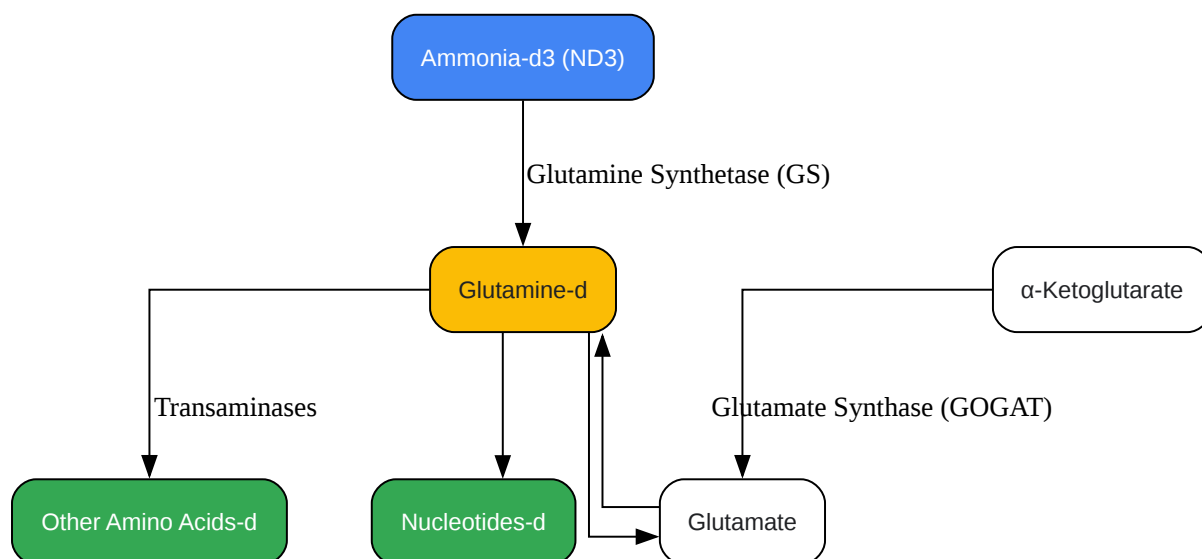 Ammonia-d3 (ND3)
Glutamine Synthetase (GS)
Glutamine-d
α-Ketoglutarate
Transaminases
Glutamate Synthase (GOGAT)
Other Amino Acids-d
Nucleotides-d
Glutamate